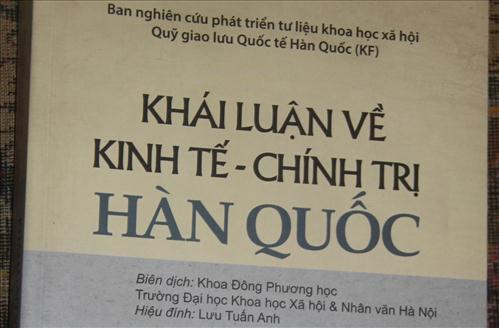 Ban nghiên cứu phát triển tư liệu khoa học xã hội
Quỹ giao lưu Quốc tế Hàn Quốc (KF)
KHÁI LUẬN VỀ
KINH TẾ - CHÍNH TRỊ
HÀN QUỐC
Biên dịch: Khoa Đông Phương học
Trường Đại học Khoa học Xã hội & Nhân văn Hà Nội
Hiệu đính: Lưu Tuấn Anh